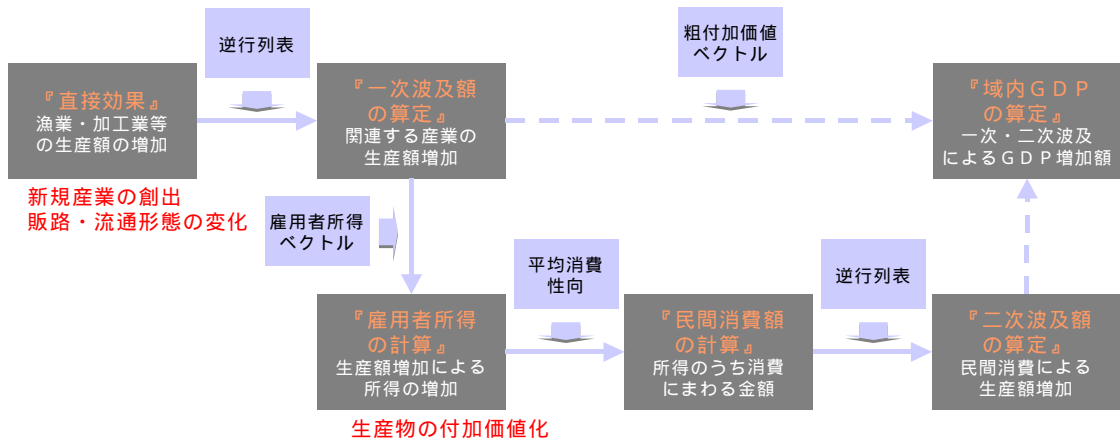 逆行列表
粗付加価値
ベクトル
『直接効果』
漁業・加工業等
の生産額の増加
『一次波及額
の算定』
関連する産業の
生産額増加
『域内ＧＤＰ
の算定』
一次・二次波及
によるＧＤＰ増加額
新規産業の創出
販路・流通形態の変化
雇用者所得
ベクトル
平均消費
性向
逆行列表
『雇用者所得
の計算』
生産額増加による
所得の増加
『民間消費額
の計算』
所得のうち消費
にまわる金額
『二次波及額
の算定』
民間消費による
生産額増加
生産物の付加価値化